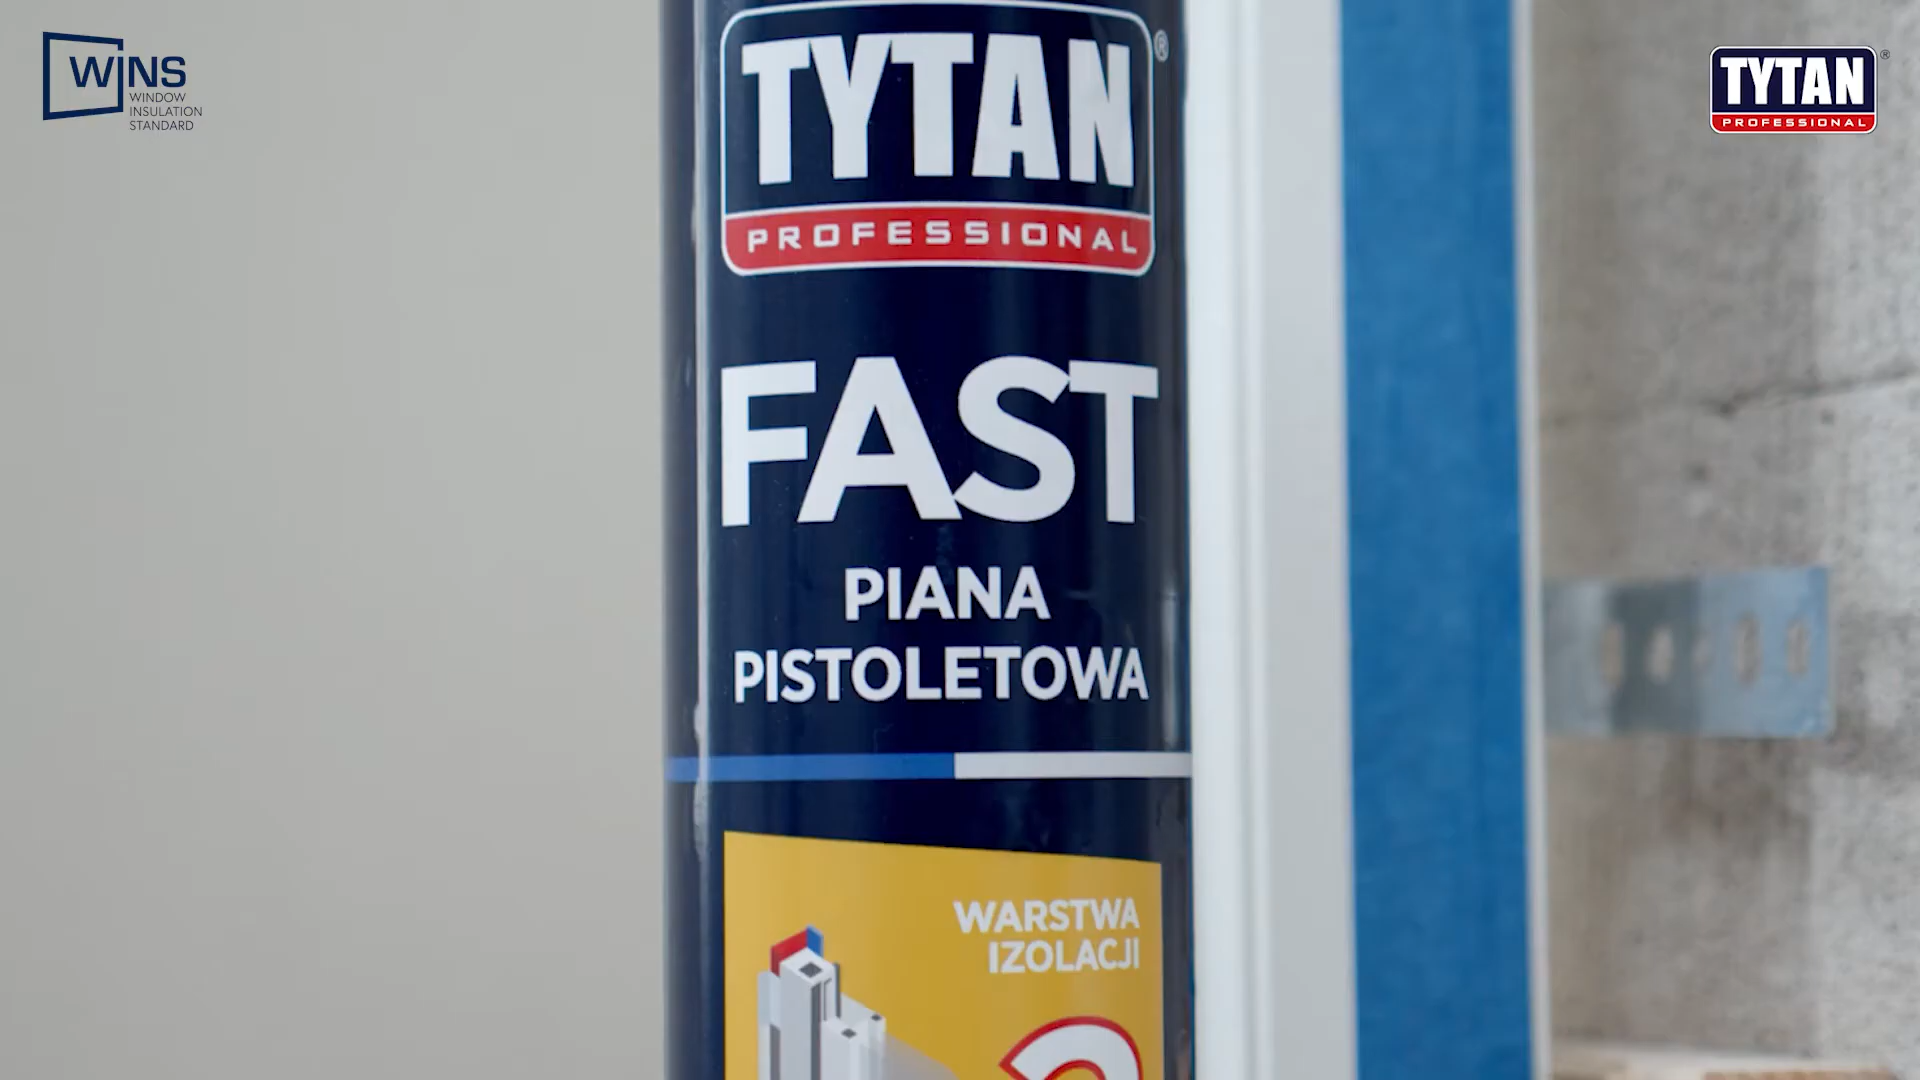 WINS
WINDOW
INSULATION
STANDARD
TYTAN®
PROFESSIONAL
TYTAN®
PROFESSIONAL
FAST
PIANA
PISTOLETOWA
WARSTWA
IZOLACJI